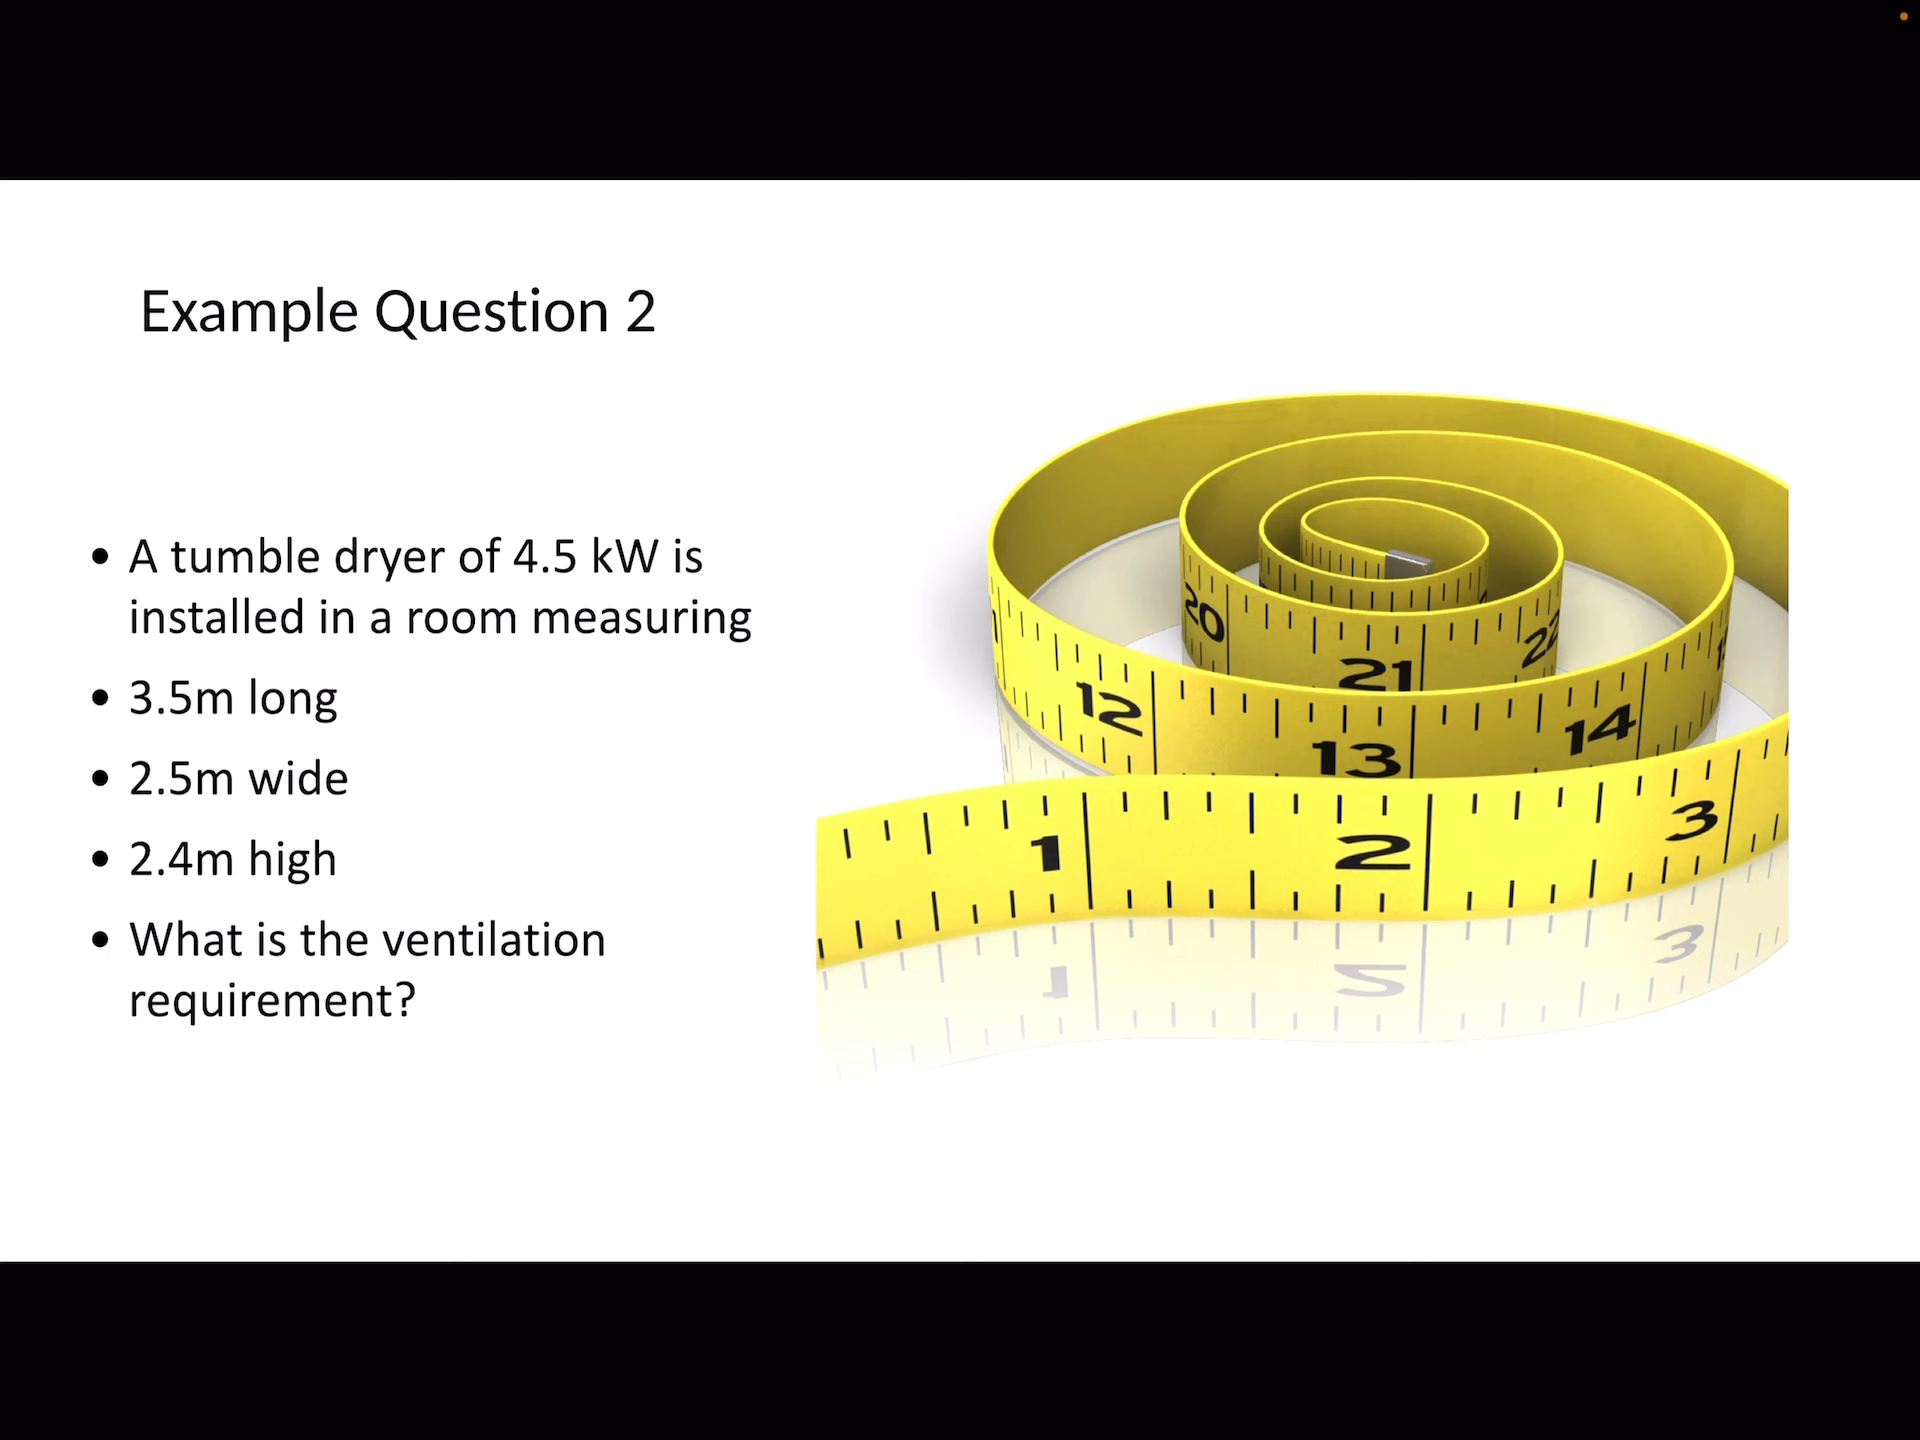 Example Question 2
• A tumble dryer of 4.5 kW is
installed in a room measuring
• 3.5m long
• 2.5m wide
• 2.4m high
• What is the ventilation
requirement?
20
21
22
12
13
14
1
2
3